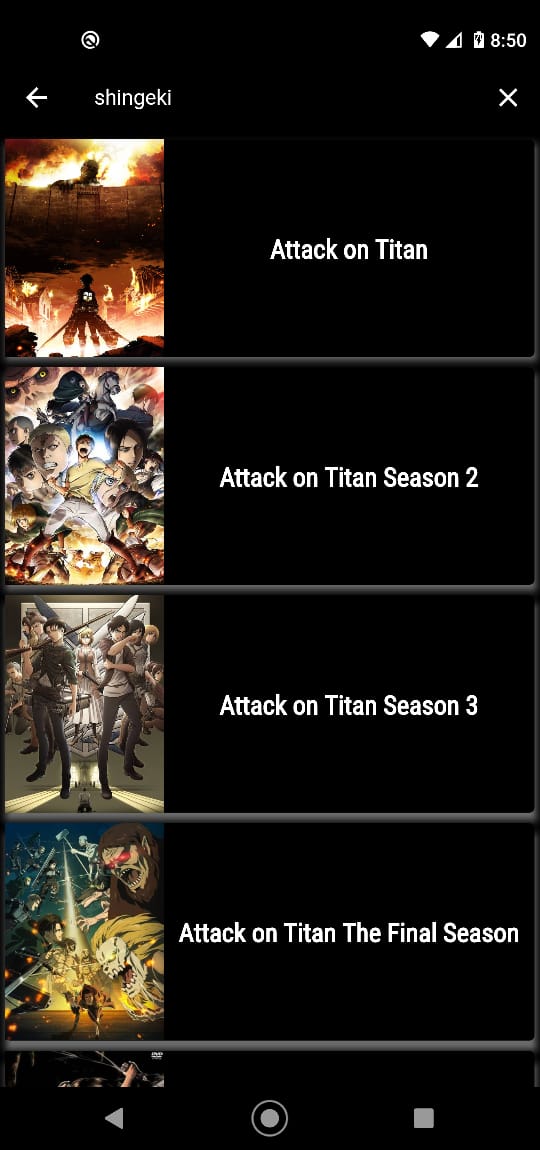 8:50
shingeki
Attack on Titan
Attack on Titan Season 2
Attack on Titan Season 3
Attack on Titan The Final Season
DVD